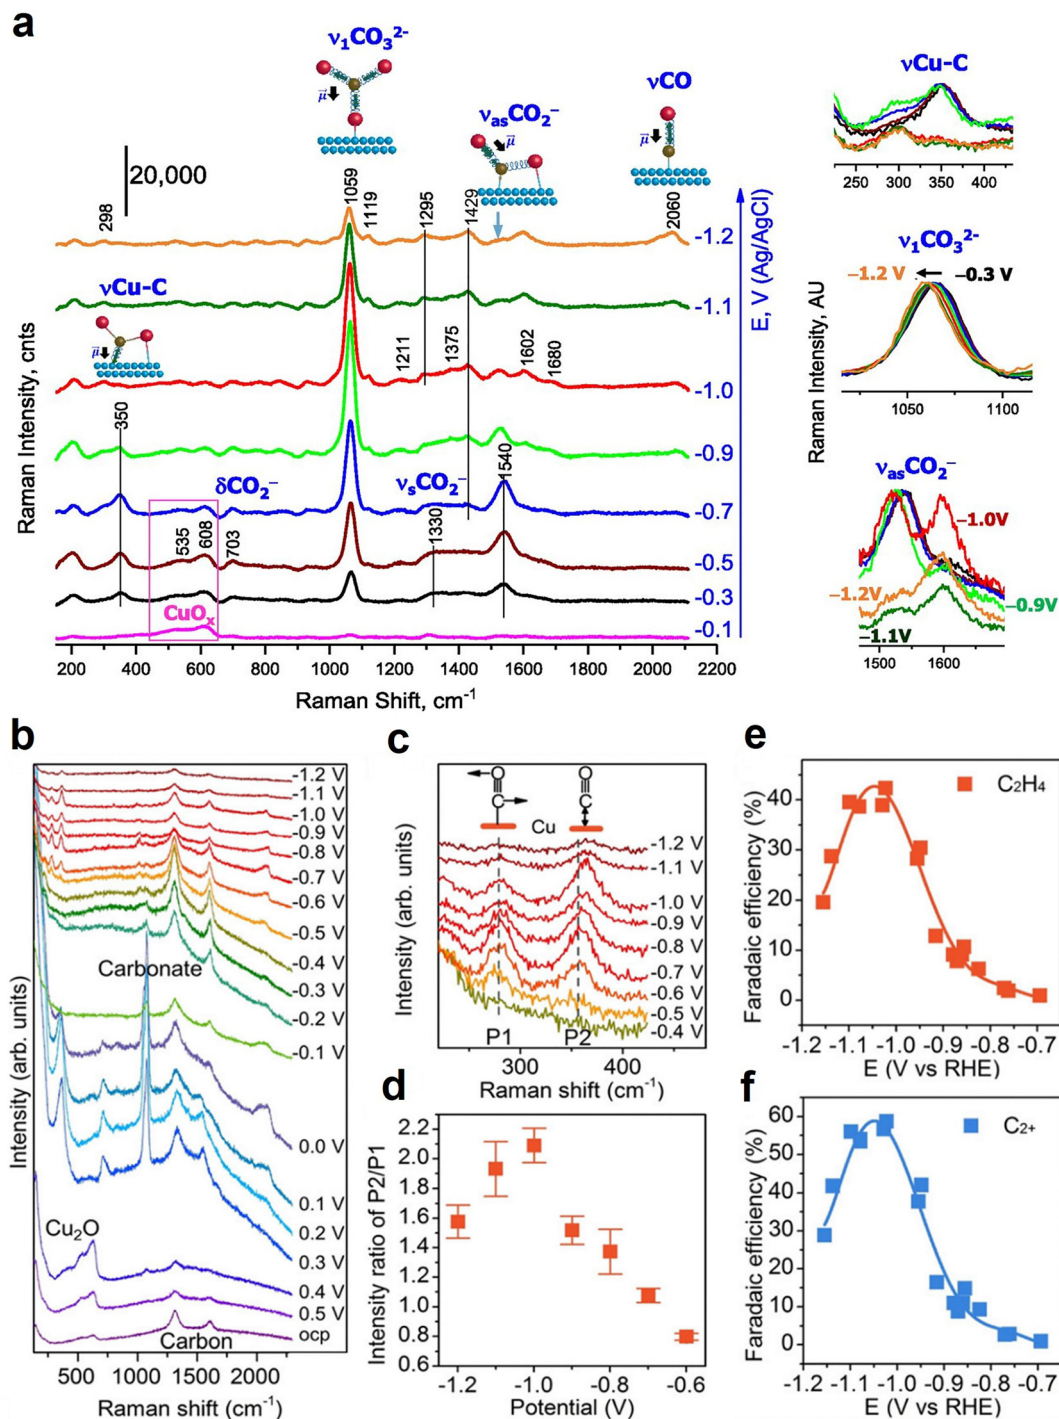 a
ν₁CO₃²⁻
μ⃗
νasCO₂⁻
μ⃗
νCO
μ⃗
20,000
298
1059
1119
1295
1429
2060
-1.2
νCu-C
μ⃗
-1.1
1211
1375
1602
1680
-1.0
350
-0.9
δCO₂⁻
νsCO₂⁻
1540
-0.7
535
608
703
1330
-0.5
-0.3
CuOx
-0.1
E, V (Ag/AgCl)
Raman Intensity, cnts
200 400 600 800 1000 1200 1400 1600 1800 2000 2200
Raman Shift, cm⁻¹
νCu-C
250 300 350 400
ν₁CO₃²⁻
−1.2 V
−0.3 V
1050 1100
Raman Intensity, AU
νasCO₂⁻
−1.0V
−1.2V
−0.9V
−1.1V
1500 1600
b
-1.2 V
-1.1 V
-1.0 V
-0.9 V
-0.8 V
-0.7 V
-0.6 V
-0.5 V
-0.4 V
Carbonate
-0.3 V
-0.2 V
-0.1 V
0.0 V
0.1 V
0.2 V
Cu₂O
0.3 V
0.4 V
0.5 V
ocp
Carbon
Intensity (arb. units)
500 1000 1500 2000
Raman shift (cm⁻¹)
c
O
C
O
C
Cu
-1.2 V
-1.1 V
-1.0 V
-0.9 V
-0.8 V
-0.7 V
-0.6 V
-0.5 V
-0.4 V
P1
P2
Intensity (arb. units)
300 400
Raman shift (cm⁻¹)
d
2.2
2.0
1.8
1.6
1.4
1.2
1.0
0.8
0.6
Intensity ratio of P2/P1
-1.2 -1.0 -0.8 -0.6
Potential (V)
e
C₂H₄
40
30
20
10
0
Faradaic efficiency (%)
-1.2 -1.1 -1.0 -0.9 -0.8 -0.7
E (V vs RHE)
f
C₂₊
60
50
40
30
20
10
0
Faradaic efficiency (%)
-1.2 -1.1 -1.0 -0.9 -0.8 -0.7
E (V vs RHE)